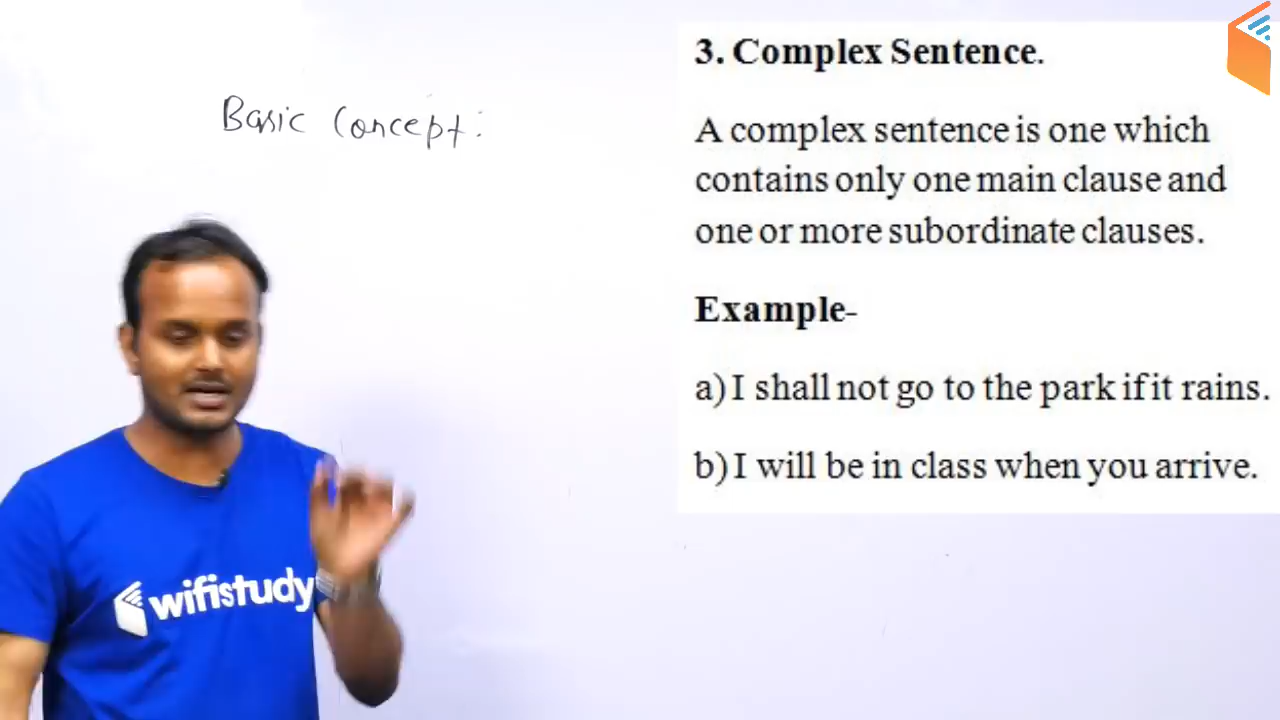 Basic Concept:
3. Complex Sentence.
A complex sentence is one which
contains only one main clause and
one or more subordinate clauses.
Example-
a) I shall not go to the park if it rains.
b) I will be in class when you arrive.
wifistudy